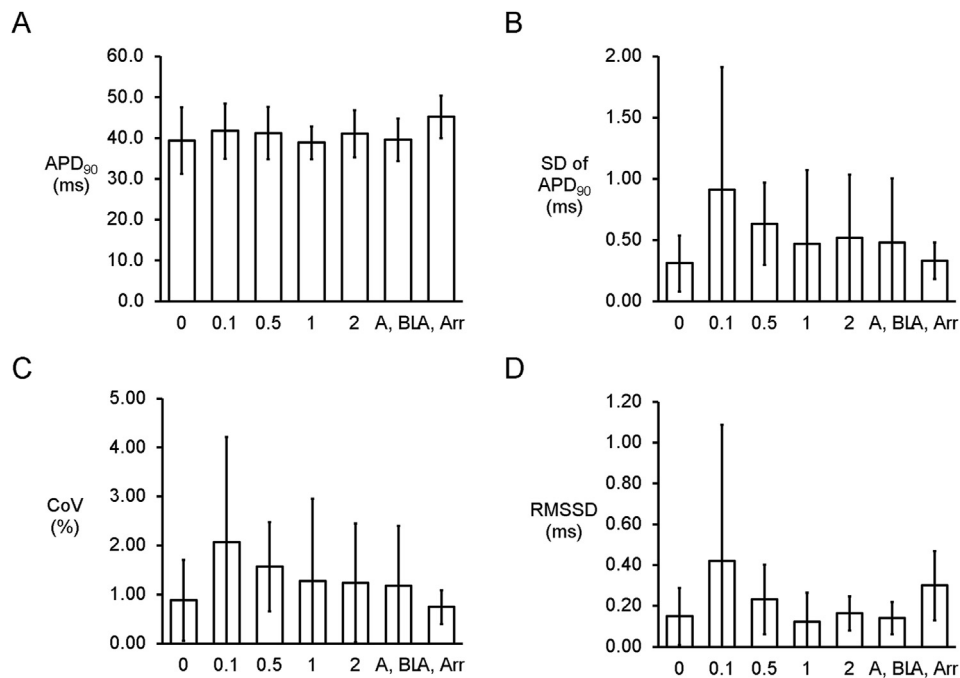 A
60.0
50.0
40.0
30.0
20.0
10.0
0.0
APD90
(ms)
0 0.1 0.5 1 2 A, BL A, Arr
B
2.00
1.50
1.00
0.50
0.00
SD of
APD90
(ms)
0 0.1 0.5 1 2 A, BL A, Arr
C
5.00
4.00
3.00
2.00
1.00
0.00
CoV
(%)
0 0.1 0.5 1 2 A, BL A, Arr
D
1.20
1.00
0.80
0.60
0.40
0.20
0.00
RMSSD
(ms)
0 0.1 0.5 1 2 A, BL A, Arr